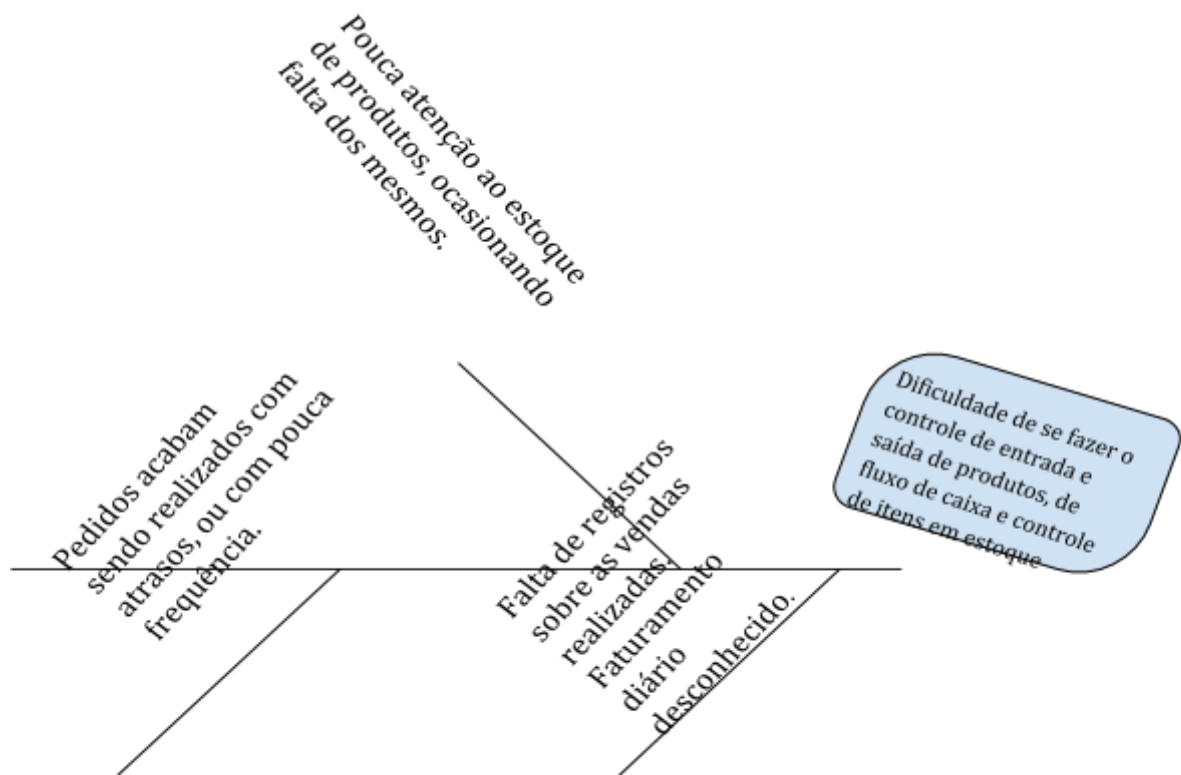 Pouca atenção ao estoque
de produtos, ocasionando
falta dos mesmos.
Pedidos acabam
sendo realizados com
atrasos, ou com pouca
frequência.
Falta de registros
sobre as vendas
realizadas.
Faturamento
diário
desconhecido.
Dificuldade de se fazer o
controle de entrada e
saída de produtos, de
fluxo de caixa e controle
de itens em estoque